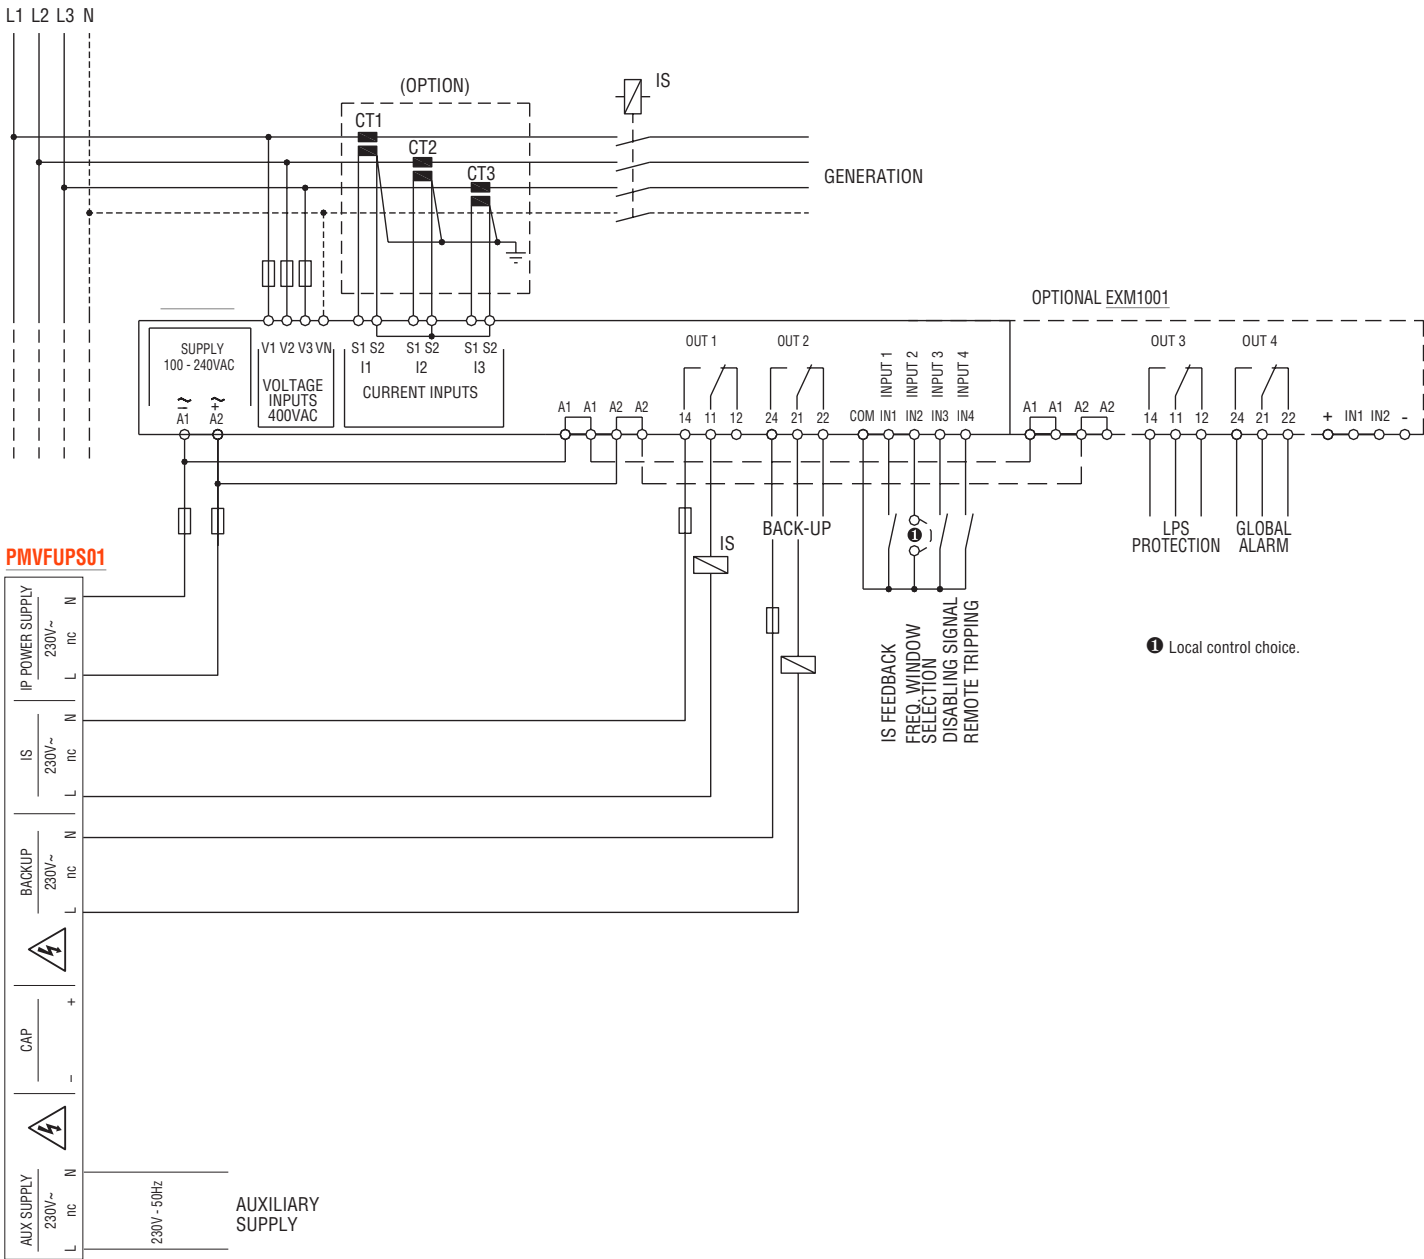 L1 L2 L3 N
(OPTION)
IS
CT1
CT2
CT3
GENERATION
OPTIONAL EXM1001
SUPPLY
100 - 240VAC
V1 V2 V3 VN
S1 S2
S1 S2
S1 S2
I1
I2
I3
VOLTAGE
INPUTS
400VAC
CURRENT INPUTS
~
–
~
+
A1
A2
OUT 1
OUT 2
INPUT 1
INPUT 2
INPUT 3
INPUT 4
OUT 3
OUT 4
A1 A1 A2 A2
14 11 12
24 21 22
COM IN1 IN2 IN3 IN4
A1 A1 A2 A2
14 11 12
24 21 22
+ IN1 IN2 -
BACK-UP
IS
1
LPS
PROTECTION
GLOBAL
ALARM
IS FEEDBACK
FREQ. WINDOW
SELECTION
DISABLING SIGNAL
REMOTE TRIPPING
1 Local control choice.
PMVFUPS01
IP POWER SUPPLY
230V~
L nc N
IS
230V~
L nc N
BACKUP
230V~
L nc N
CAP
– +
AUX SUPPLY
230V~
L nc N
230V - 50Hz
AUXILIARY
SUPPLY